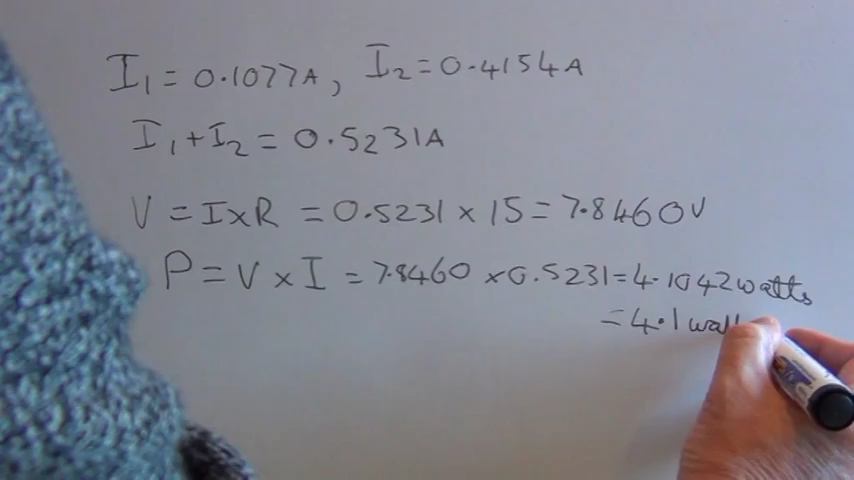 I₁ = 0.1077A, I₂ = 0.4154A
I₁ + I₂ = 0.5231A
V = I×R = 0.5231 × 15 = 7.8460V
P = V × I = 7.8460 × 0.5231 = 4.1042 watts
= 4.1